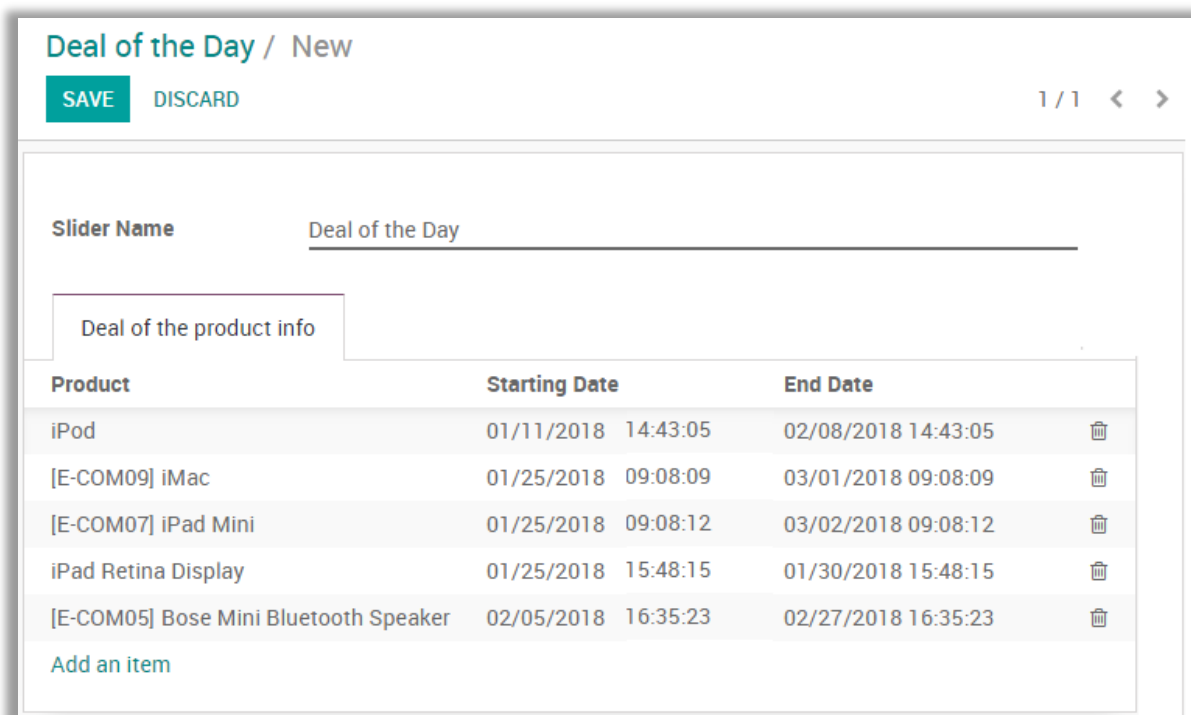 Deal of the Day / New
SAVE DISCARD 1 / 1
Slider Name Deal of the Day
Deal of the product info
Product Starting Date End Date
iPod 01/11/2018 14:43:05 02/08/2018 14:43:05
[E-COM09] iMac 01/25/2018 09:08:09 03/01/2018 09:08:09
[E-COM07] iPad Mini 01/25/2018 09:08:12 03/02/2018 09:08:12
iPad Retina Display 01/25/2018 15:48:15 01/30/2018 15:48:15
[E-COM05] Bose Mini Bluetooth Speaker 02/05/2018 16:35:23 02/27/2018 16:35:23
Add an item